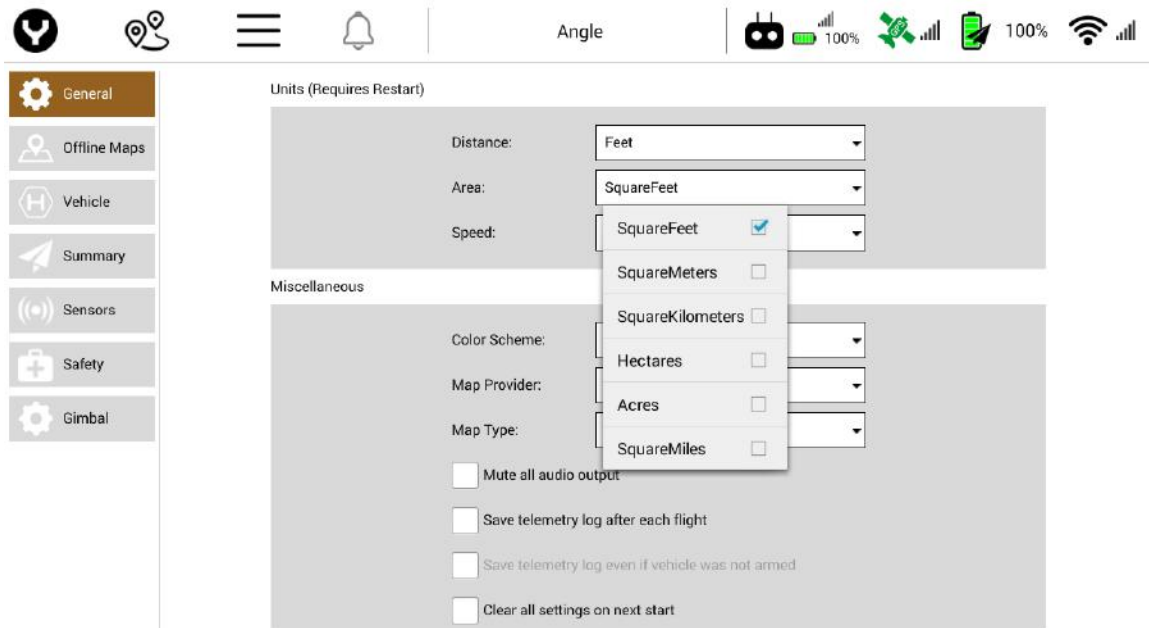 Angle
100%
GPS
100%
General
Offline Maps
Vehicle
Summary
Sensors
Safety
Gimbal
Units (Requires Restart)
Distance: Feet
Area: SquareFeet
Speed:
SquareFeet
SquareMeters
SquareKilometers
Hectares
Acres
SquareMiles
Miscellaneous
Color Scheme:
Map Provider:
Map Type:
Mute all audio output
Save telemetry log after each flight
Save telemetry log even if vehicle was not armed
Clear all settings on next start